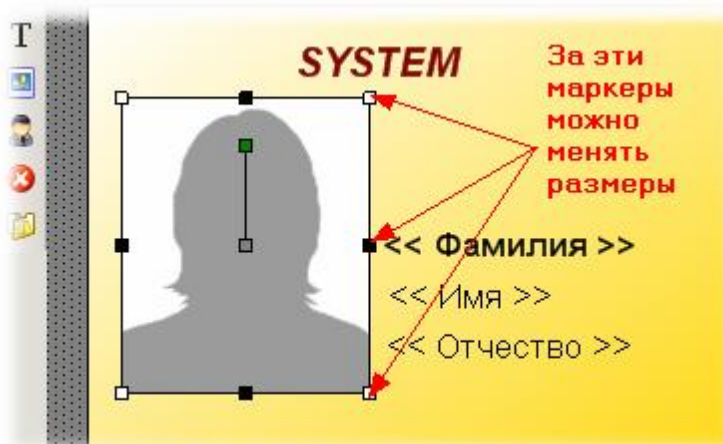 T
SYSTEM
За эти
маркеры
можно
менять
размеры
<< Фамилия >>
<< Имя >>
<< Отчество >>